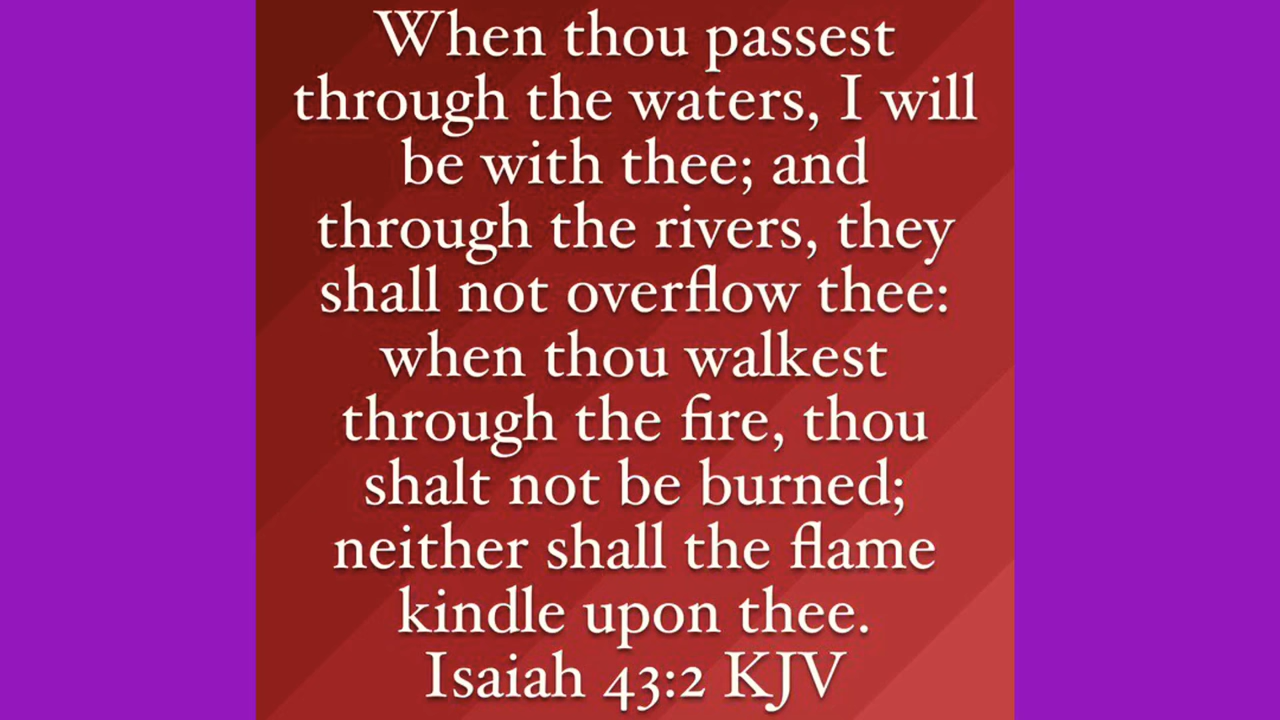 When thou passest
through the waters, I will
be with thee; and
through the rivers, they
shall not overflow thee:
when thou walkest
through the fire, thou
shalt not be burned;
neither shall the flame
kindle upon thee.
Isaiah 43:2 KJV